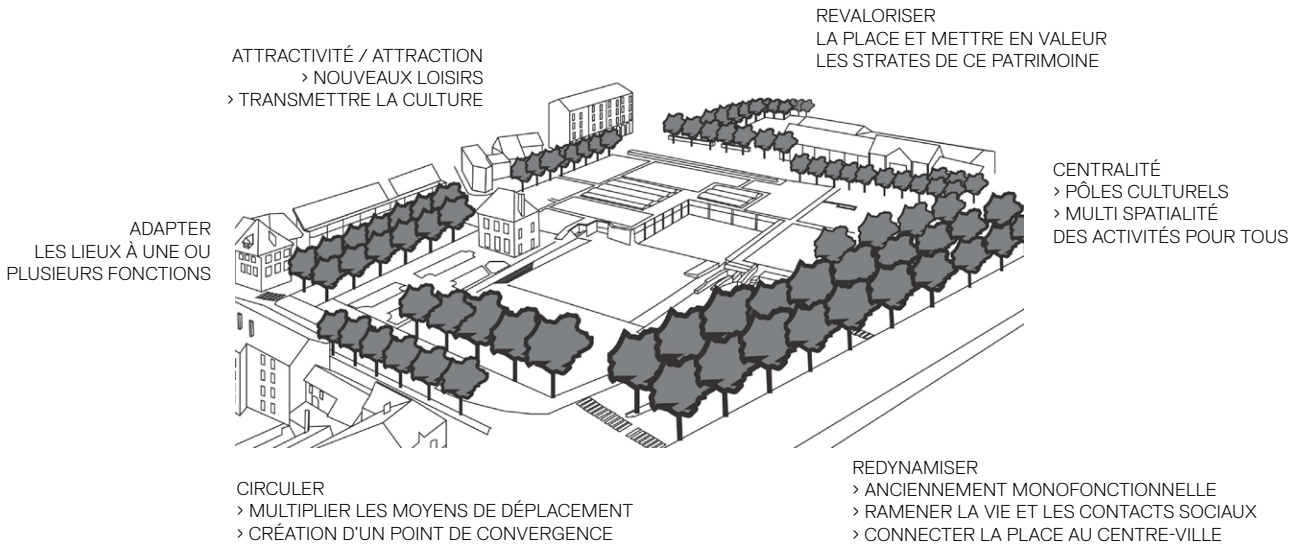 REVALORISER
LA PLACE ET METTRE EN VALEUR
LES STRATES DE CE PATRIMOINE
ATTRACTIVITÉ / ATTRACTION
› NOUVEAUX LOISIRS
› TRANSMETTRE LA CULTURE
CENTRALITÉ
› PÔLES CULTURELS
› MULTI SPATIALITÉ
DES ACTIVITÉS POUR TOUS
ADAPTER
LES LIEUX À UNE OU
PLUSIEURS FONCTIONS
CIRCULER
› MULTIPLIER LES MOYENS DE DÉPLACEMENT
› CRÉATION D'UN POINT DE CONVERGENCE
REDYNAMISER
› ANCIENNEMENT MONOFONCTIONNELLE
› RAMENER LA VIE ET LES CONTACTS SOCIAUX
› CONNECTER LA PLACE AU CENTRE-VILLE